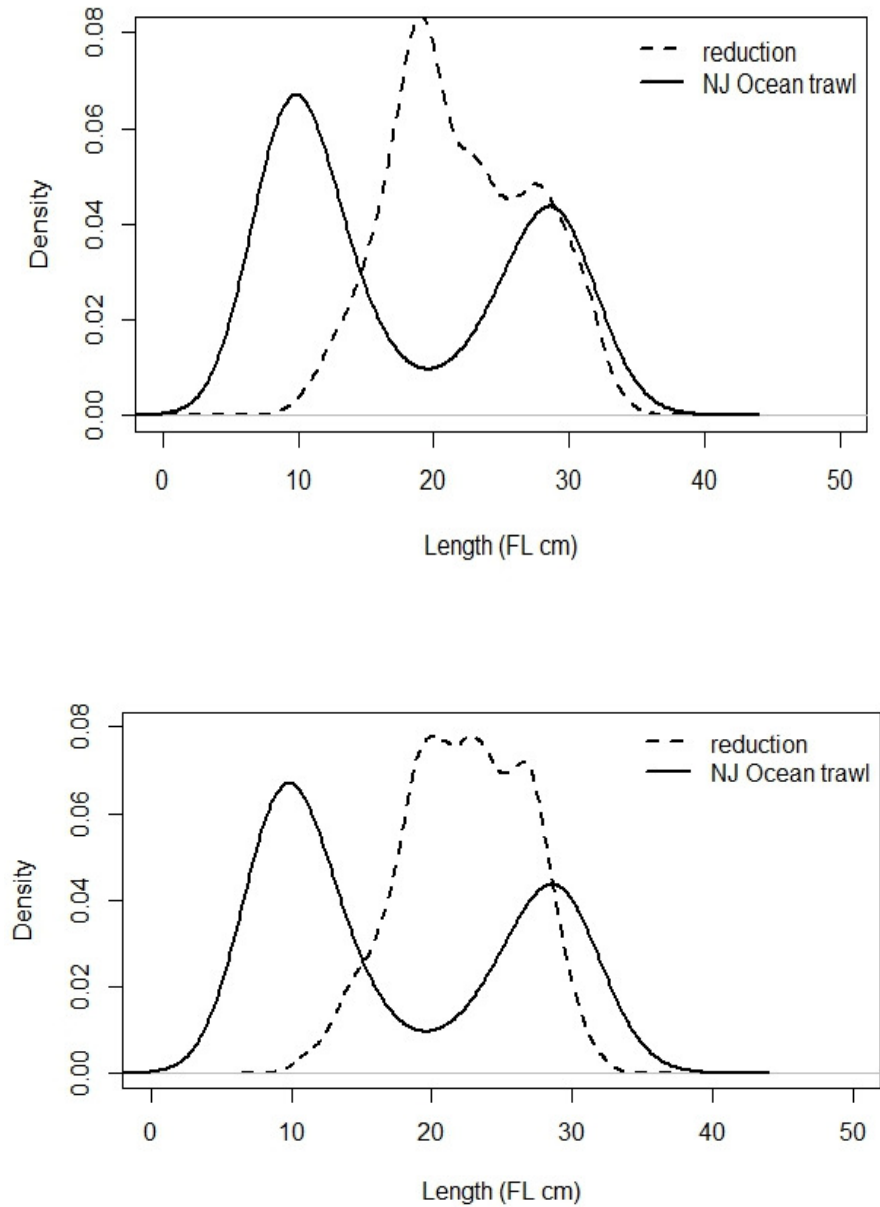 0.08
0.06
0.04
0.02
0.00
Density
reduction
NJ Ocean trawl
0 10 20 30 40 50
Length (FL cm)
0.08
0.06
0.04
0.02
0.00
Density
reduction
NJ Ocean trawl
0 10 20 30 40 50
Length (FL cm)